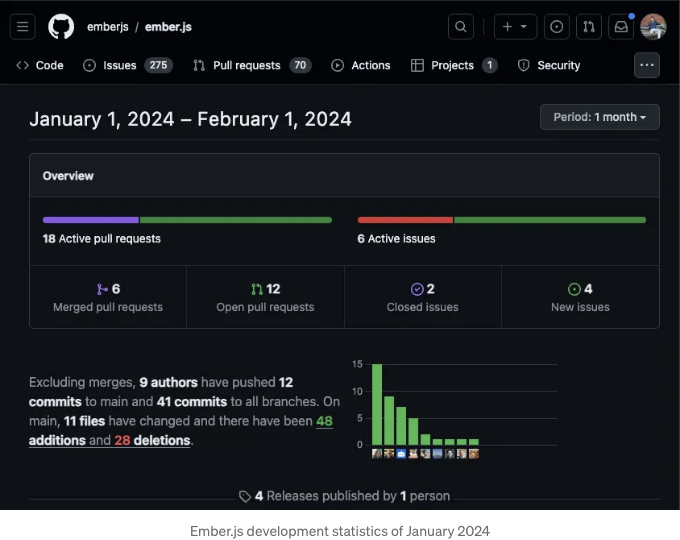 emberjs / ember.js
Code Issues 275 Pull requests 70 Actions Projects 1 Security
January 1, 2024 – February 1, 2024
Period: 1 month
Overview
18 Active pull requests
6 Active issues
6
Merged pull requests
12
Open pull requests
2
Closed issues
4
New issues
Excluding merges, 9 authors have pushed 12
commits to main and 41 commits to all branches. On
main, 11 files have changed and there have been 48
additions and 28 deletions.
15
10
5
0
4 Releases published by 1 person
Ember.js development statistics of January 2024